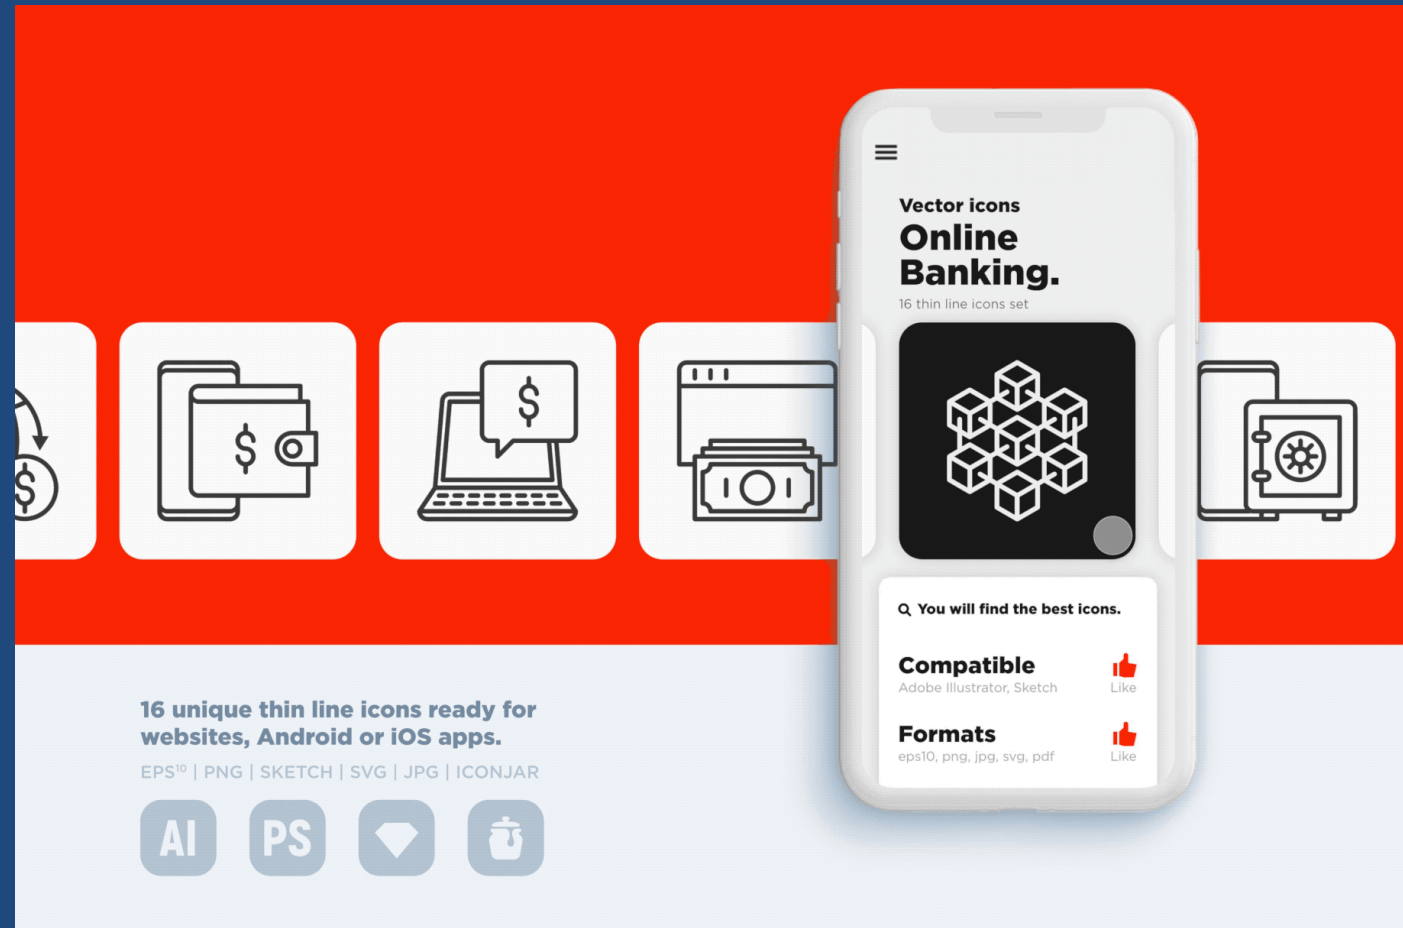 Vector icons
Online
Banking.
16 thin line icons set
$
$
$
You will find the best icons.
Compatible
Adobe Illustrator, Sketch
Like
Formats
eps10, png, jpg, svg, pdf
Like
16 unique thin line icons ready for
websites, Android or iOS apps.
EPS¹⁰ | PNG | SKETCH | SVG | JPG | ICONJAR
AI
PS